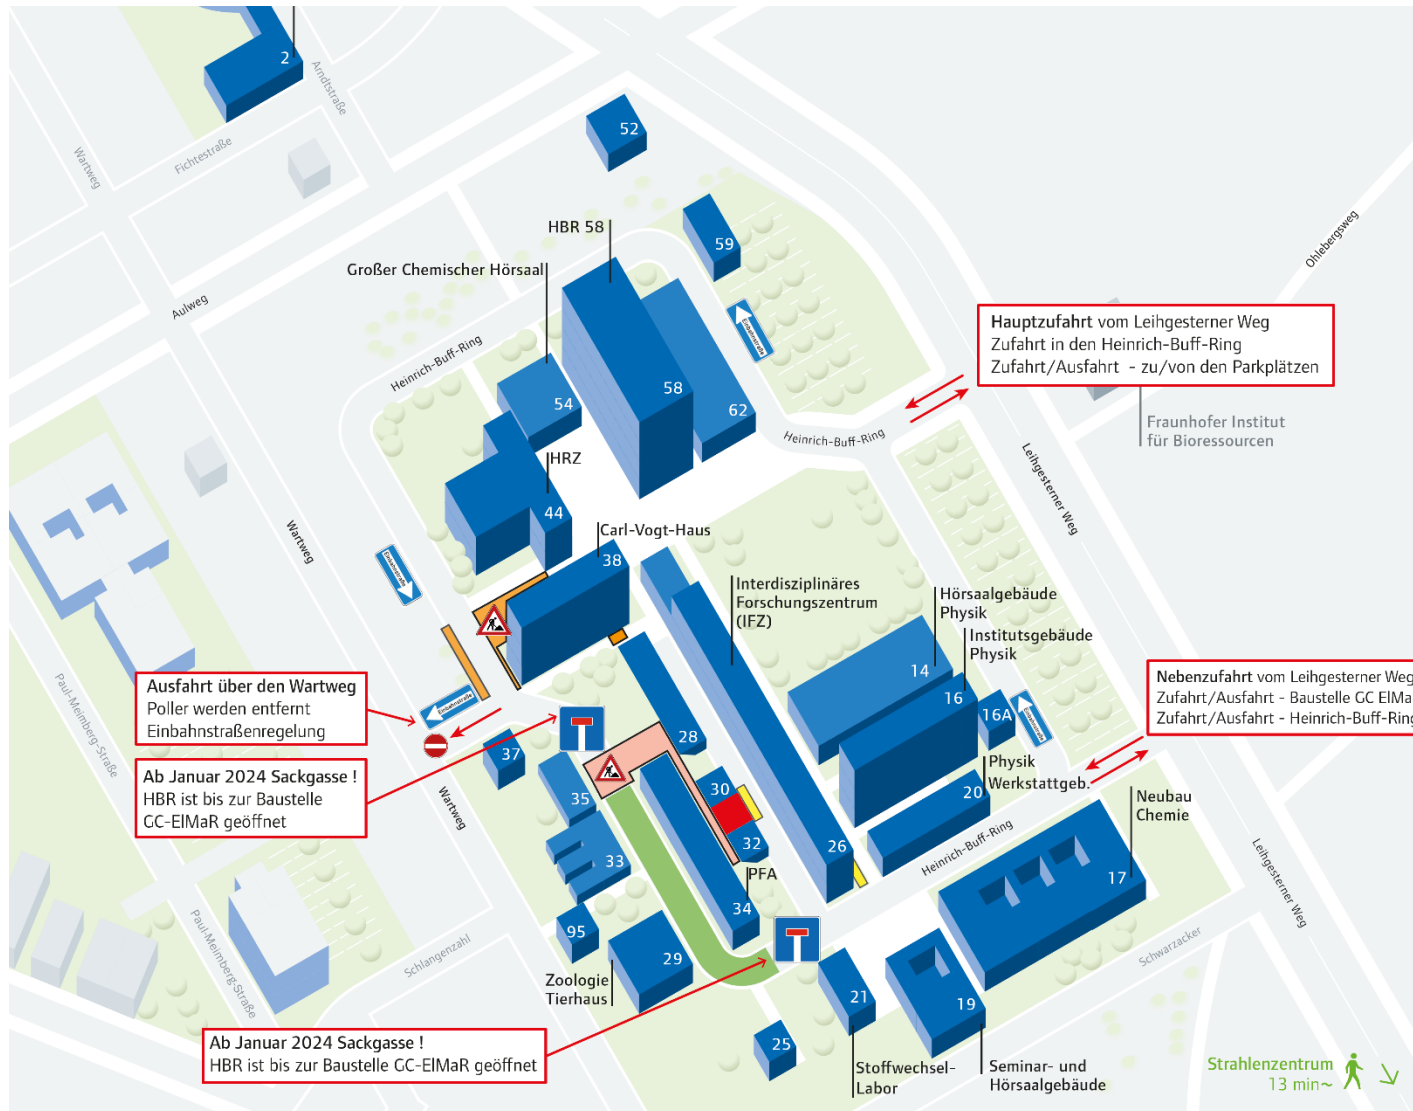 2
Arndtstraße
Wartweg
Fichtestraße
52
59
HBR 58
Großer Chemischer Hörsaal
Ohlebergsweg
Aulweg
Einbahnstraße
Heinrich-Buff-Ring
Hauptzufahrt vom Leihgesterner Weg
Zufahrt in den Heinrich-Buff-Ring
Zufahrt/Ausfahrt - zu/von den Parkplätzen
58
54
62
Heinrich-Buff-Ring
Fraunhofer Institut
für Bioressourcen
HRZ
Leihgesterner Weg
44
Wartweg
Carl-Vogt-Haus
38
Einbahnstraße
Interdisziplinäres
Forschungszentrum
(IFZ)
Hörsaalgebäude
Physik
Institutsgebäude
Physik
14
16
16A
Einbahnstraße
Nebenzufahrt vom Leihgesterner Weg
Zufahrt/Ausfahrt - Baustelle GC ElMa
Zufahrt/Ausfahrt - Heinrich-Buff-Ring
Paul-Meimberg-Straße
Ausfahrt über den Wartweg
Poller werden entfernt
Einbahnstraßenregelung
Einbahnstraße
28
37
Ab Januar 2024 Sackgasse !
HBR ist bis zur Baustelle
GC-ElMaR geöffnet
Physik
Werkstattgeb.
20
30
35
Wartweg
Neubau
Chemie
32
26
Heinrich-Buff-Ring
33
PFA
17
Leihgesterner Weg
34
95
Paul-Meimberg-Straße
Schlangenzahl
29
Schwarzacker
Zoologie
Tierhaus
21
19
Ab Januar 2024 Sackgasse !
HBR ist bis zur Baustelle GC-ElMaR geöffnet
25
Stoffwechsel-
Labor
Seminar- und
Hörsaalgebäude
Strahlenzentrum
13 min~